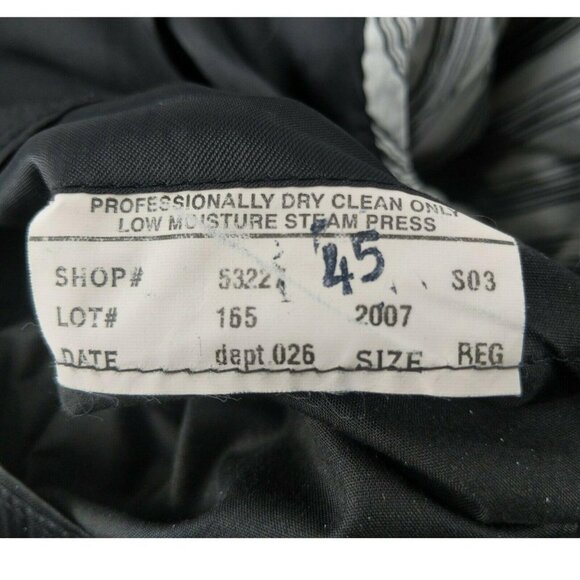 PROFESSIONALLY DRY CLEAN ONLY
LOW MOISTURE STEAM PRESS
45
SHOP# 53227 S03
LOT# 165 2007
DATE dept.026 SIZE REG